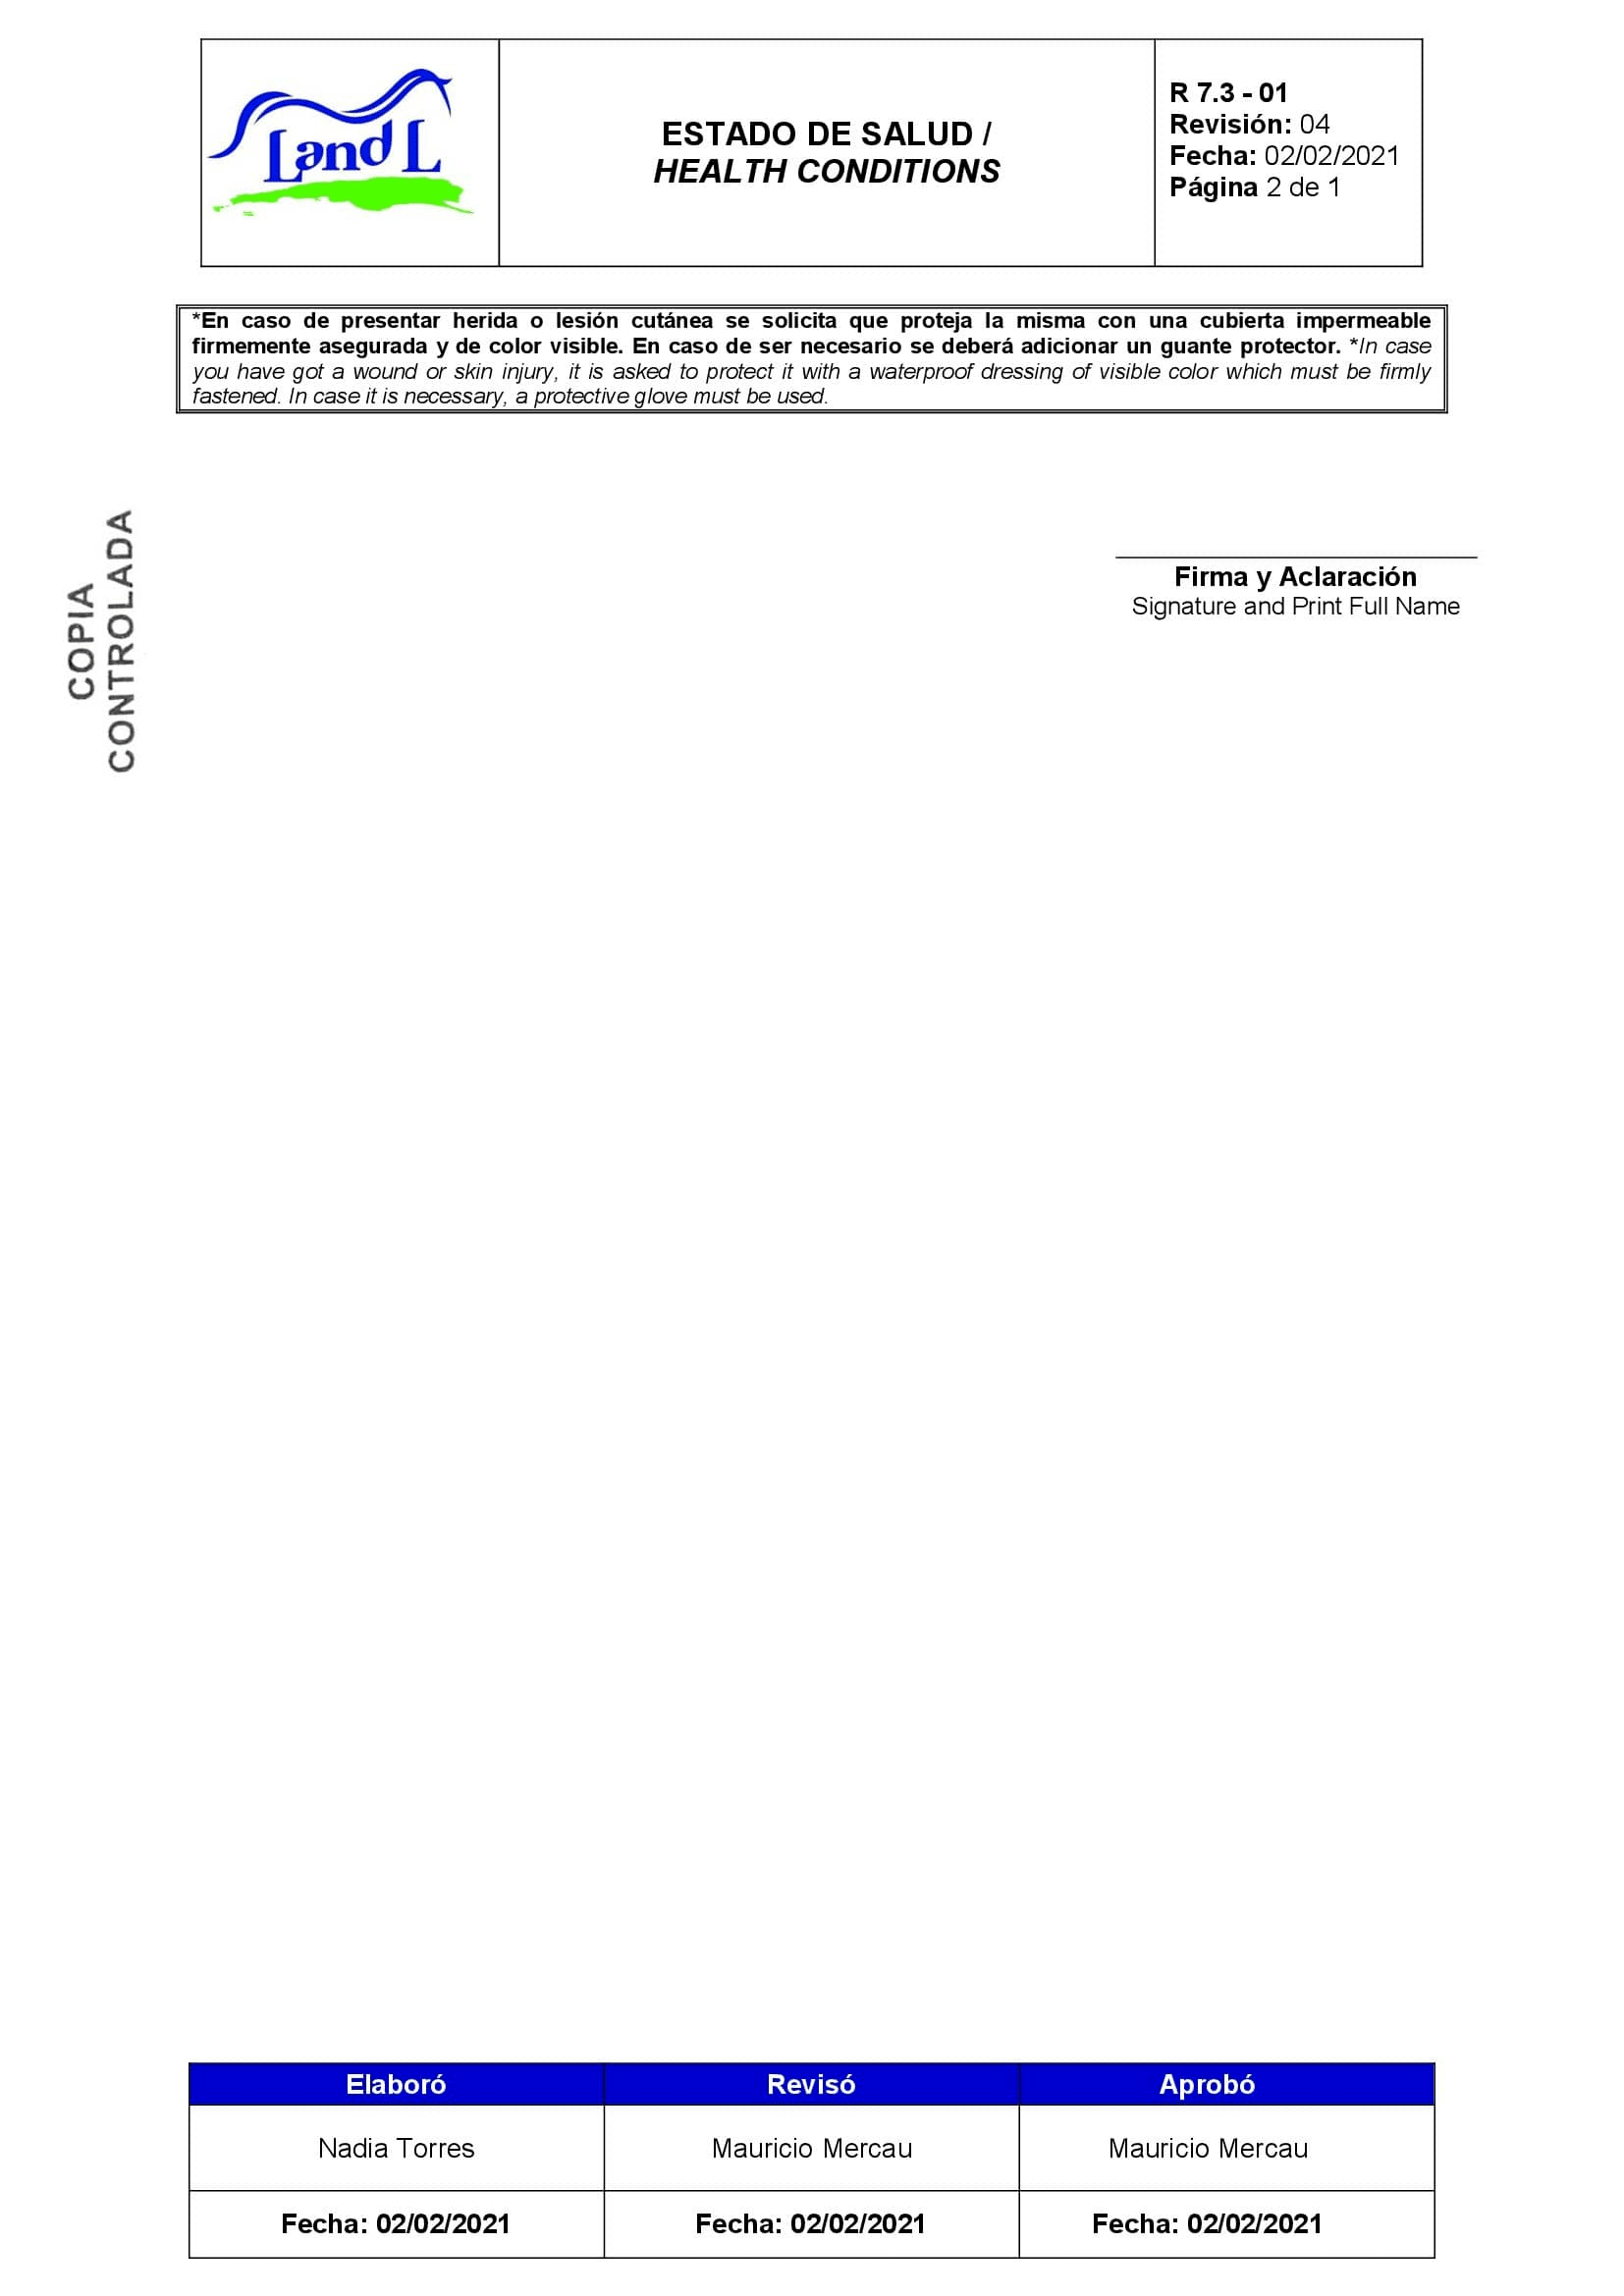 Land L
ESTADO DE SALUD /
HEALTH CONDITIONS
R 7.3 - 01
Revisión: 04
Fecha: 02/02/2021
Página 2 de 1
*En caso de presentar herida o lesión cutánea se solicita que proteja la misma con una cubierta impermeable
firmemente asegurada y de color visible. En caso de ser necesario se deberá adicionar un guante protector. *In case
you have got a wound or skin injury, it is asked to protect it with a waterproof dressing of visible color which must be firmly
fastened. In case it is necessary, a protective glove must be used.
COPIA
CONTROLADA
Firma y Aclaración
Signature and Print Full Name
Elaboró Revisó Aprobó
Nadia Torres Mauricio Mercau Mauricio Mercau
Fecha: 02/02/2021 Fecha: 02/02/2021 Fecha: 02/02/2021